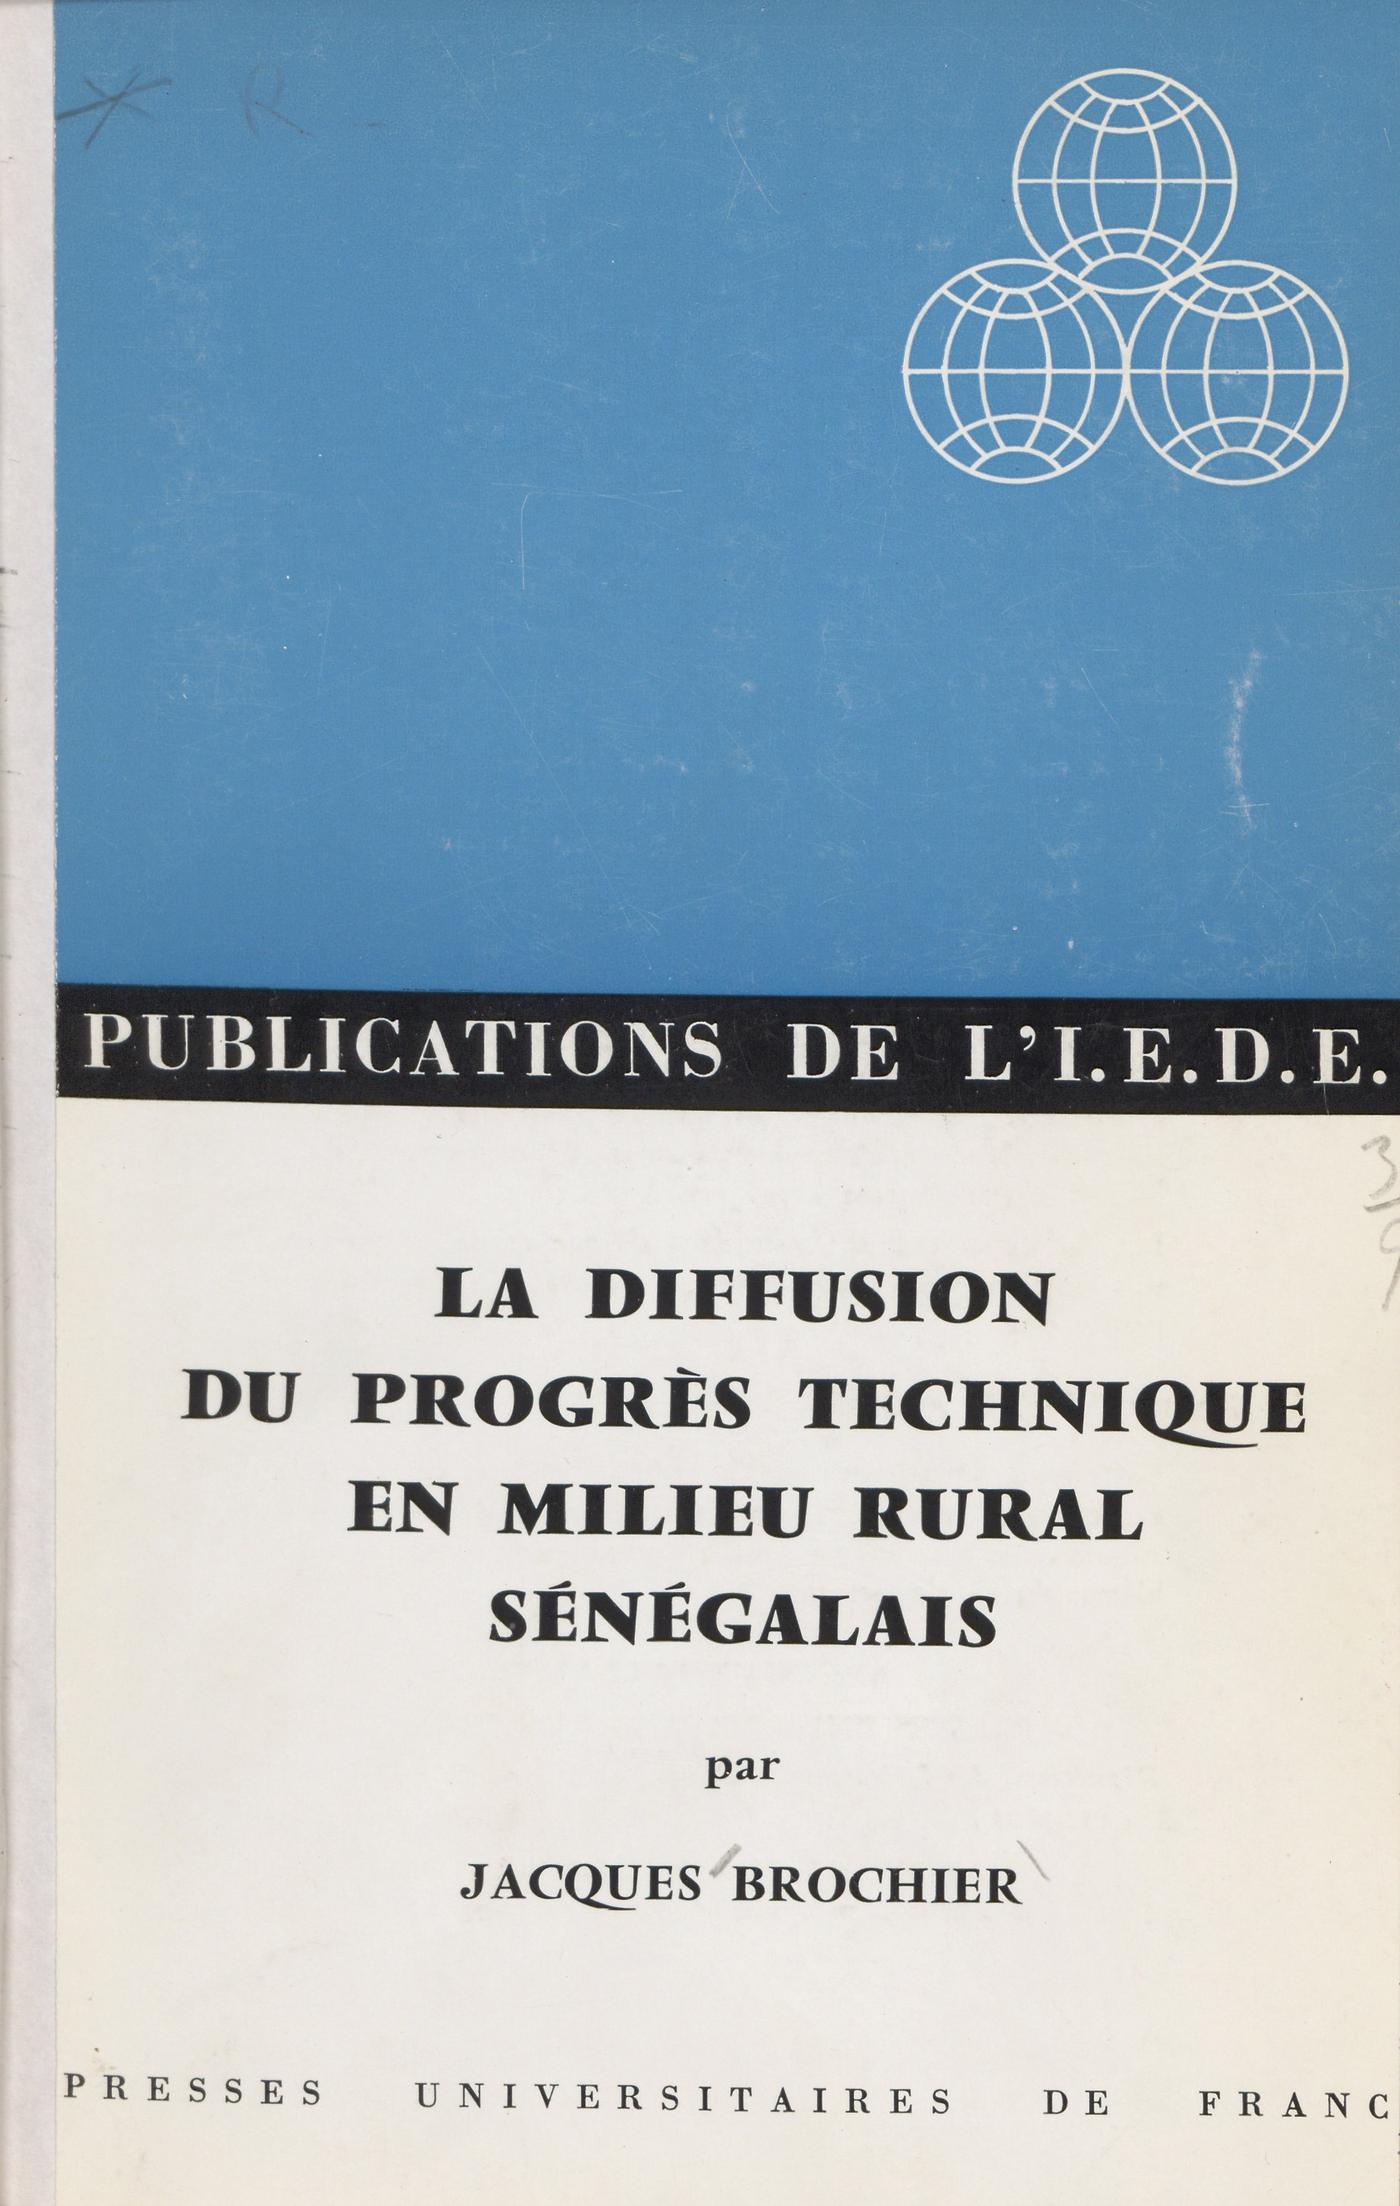 PUBLICATIONS DE L'I.E.D.E.
LA DIFFUSION
DU PROGRÈS TECHNIQUE
EN MILIEU RURAL
SÉNÉGALAIS
par
JACQUES BROCHIER
PRESSES UNIVERSITAIRES DE FRANC